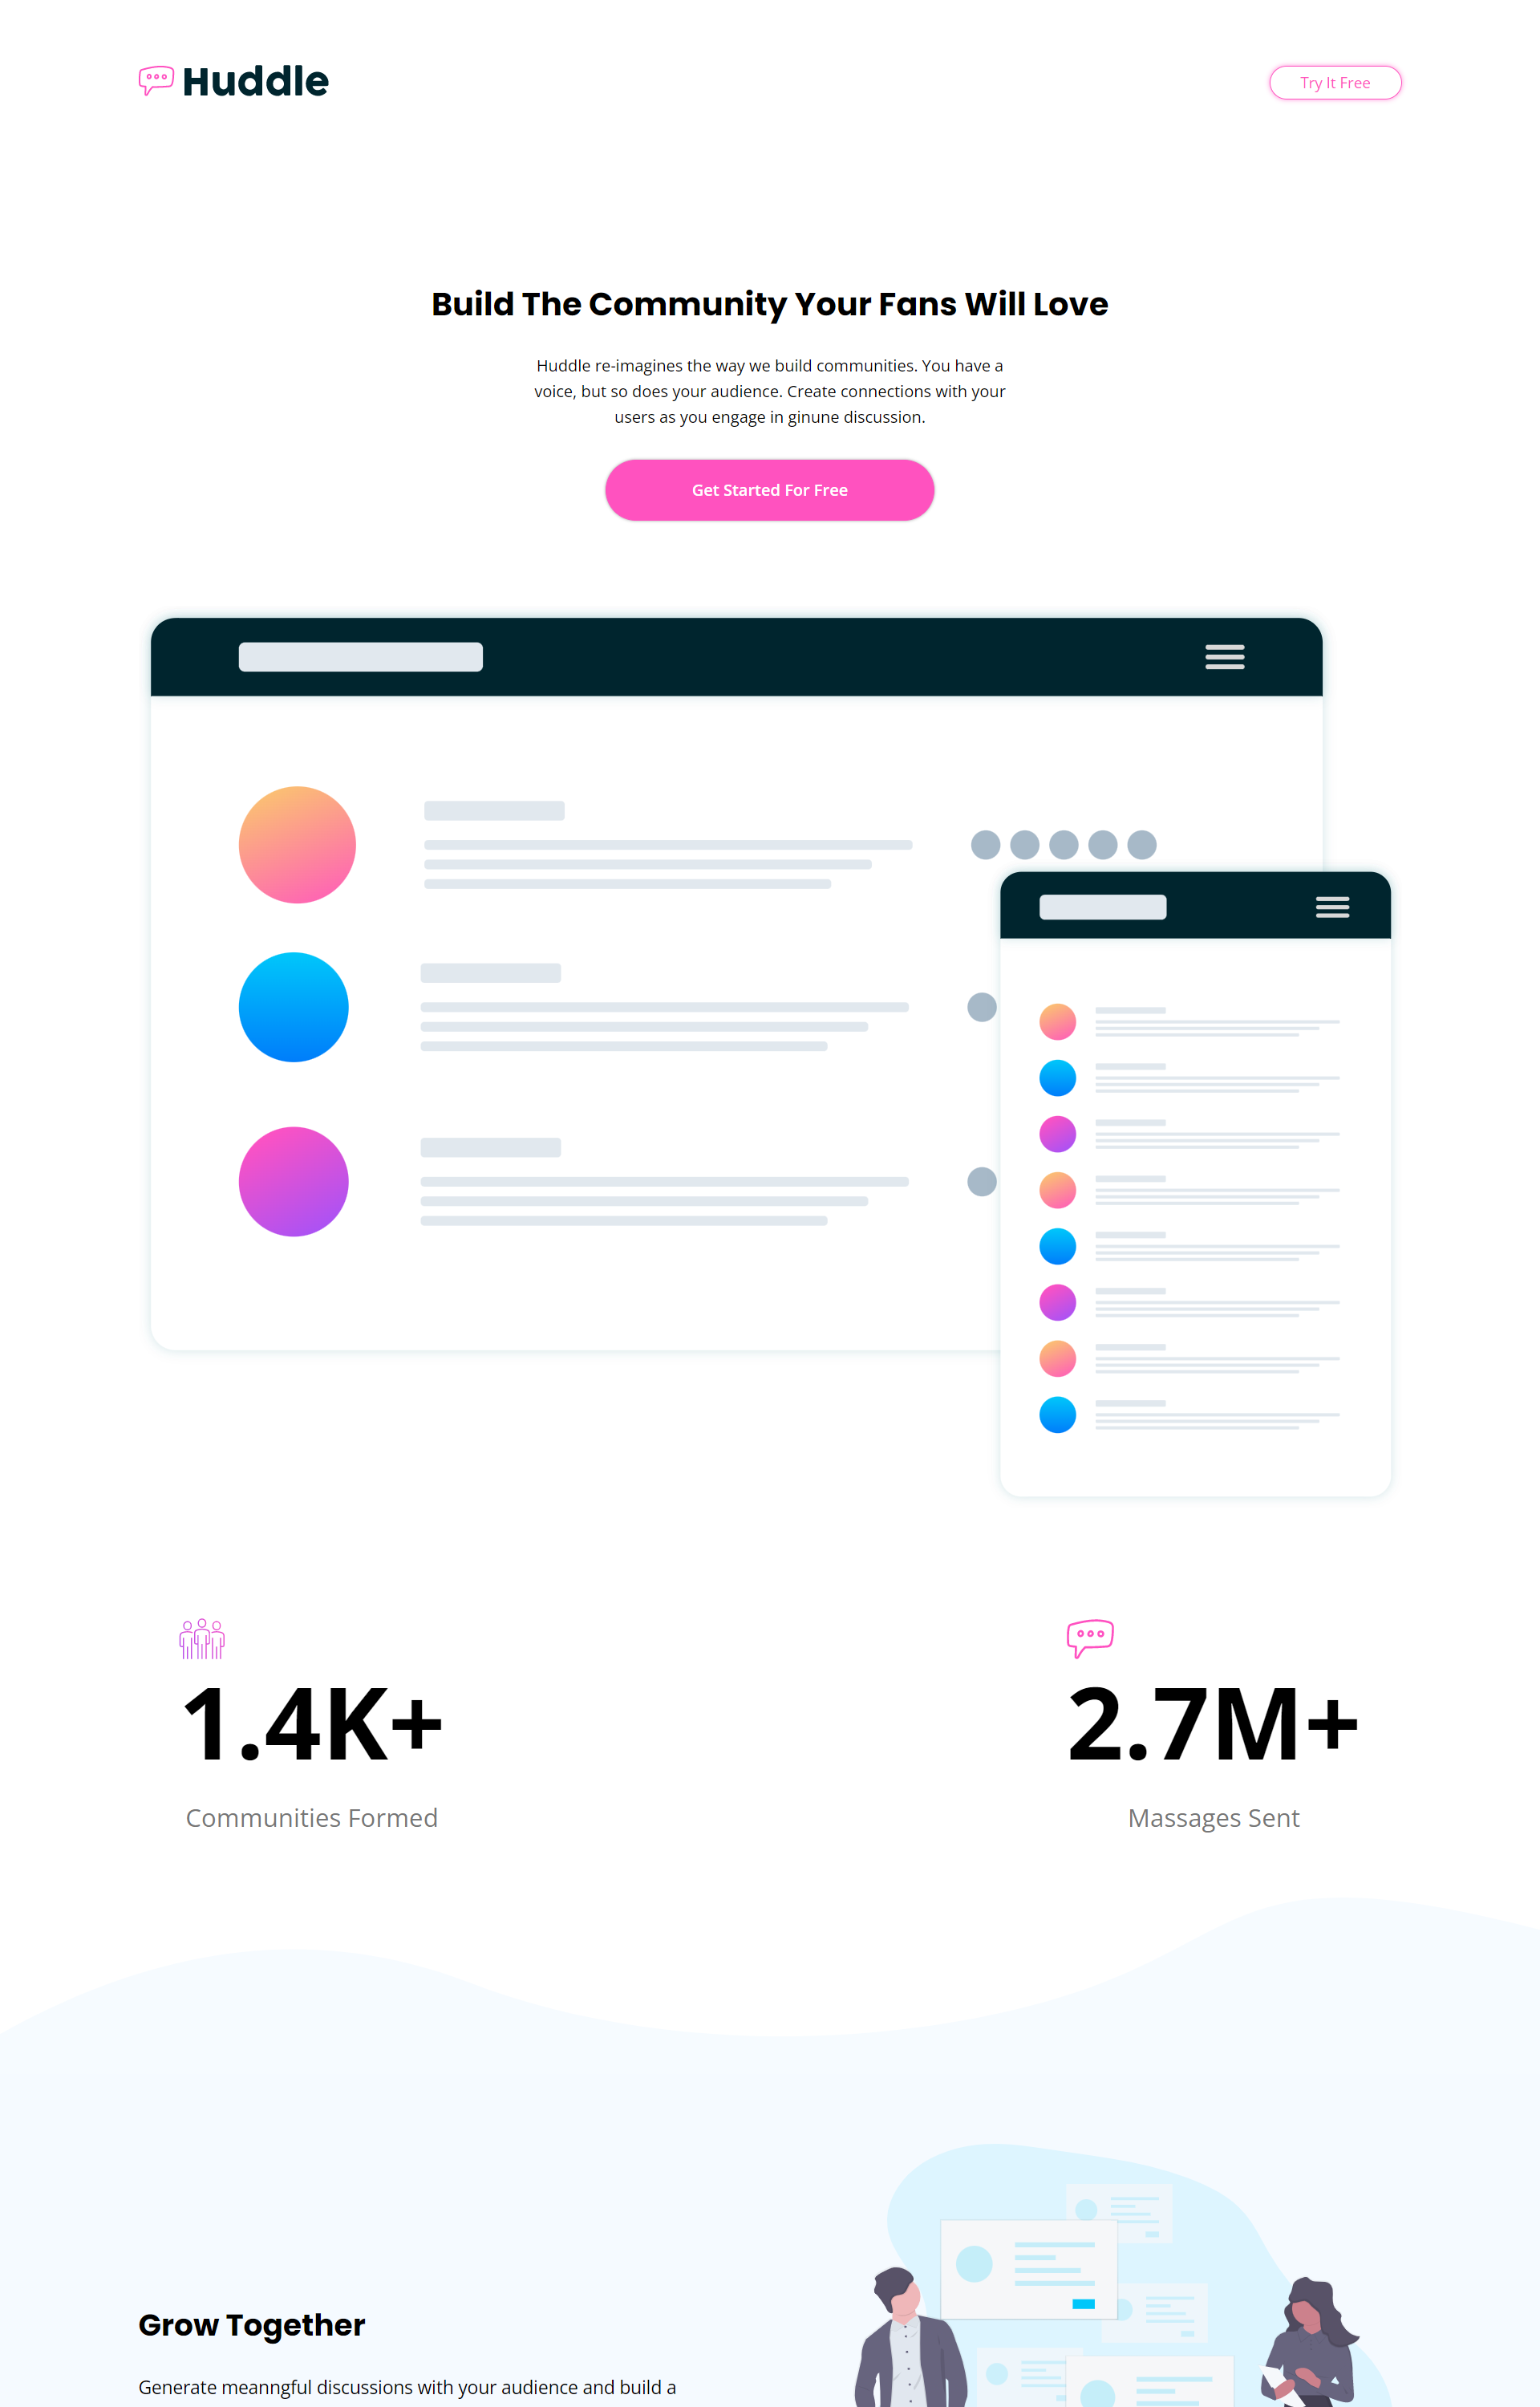 Huddle
Try It Free
Build The Community Your Fans Will Love
Huddle re-imagines the way we build communities. You have a
voice, but so does your audience. Create connections with your
users as you engage in ginune discussion.
Get Started For Free
1.4K+
Communities Formed
2.7M+
Massages Sent
Grow Together
Generate meanngful discussions with your audience and build a